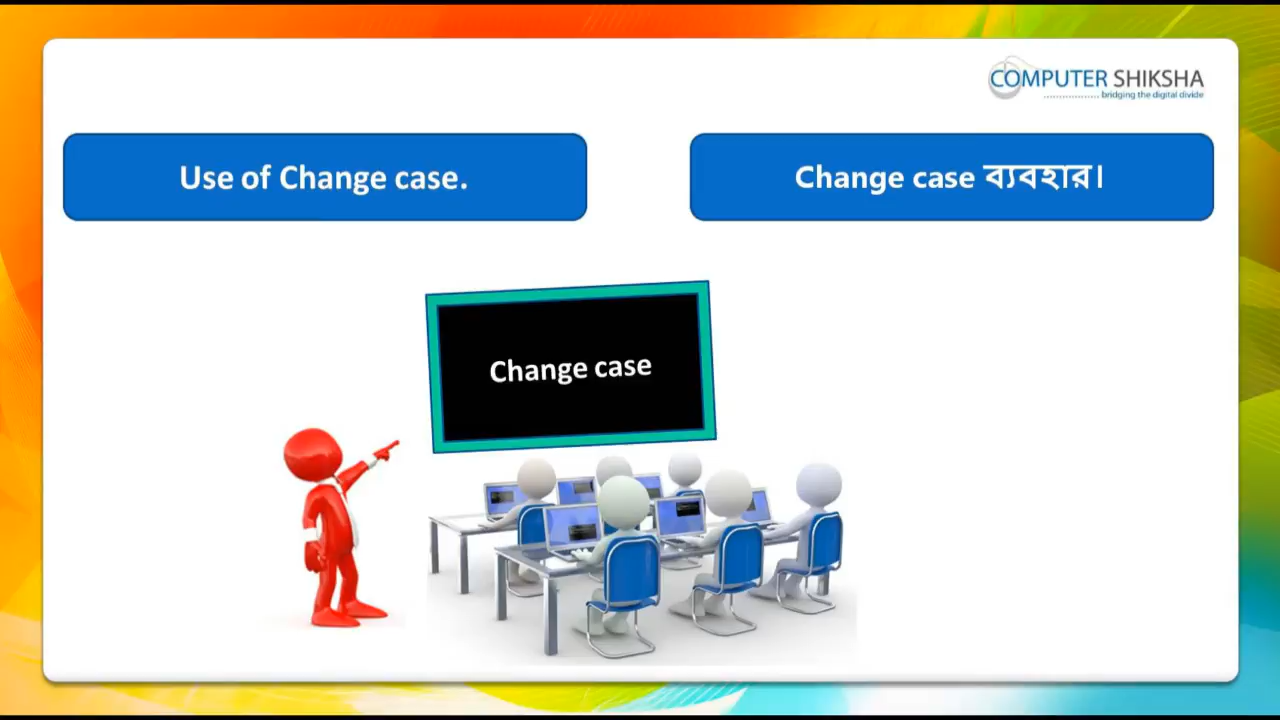 COMPUTER SHIKSHA
bridging the digital divide
Use of Change case.
Change case ব্যবহার।
Change case